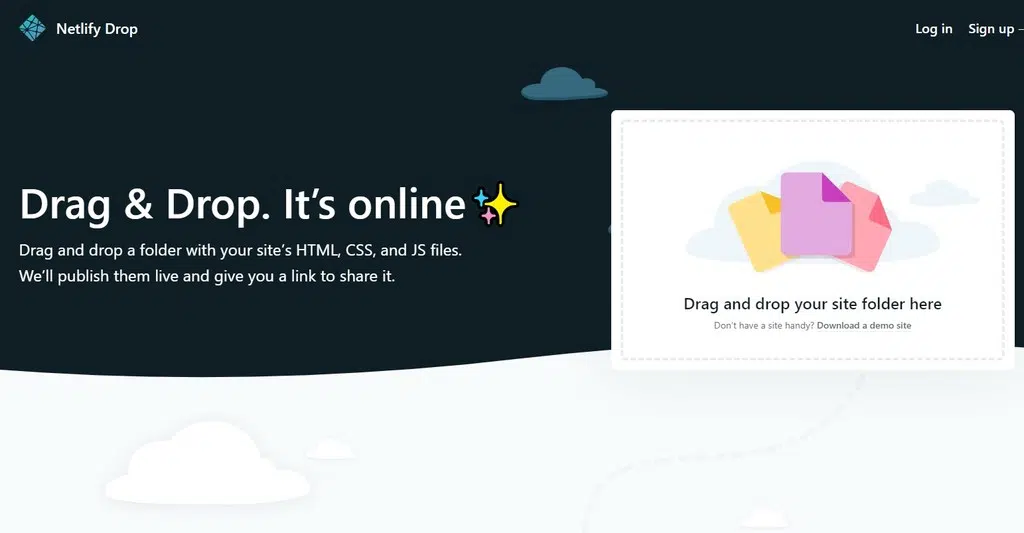 Netlify Drop
Log in
Sign up
Drag & Drop. It’s online
Drag and drop a folder with your site’s HTML, CSS, and JS files.
We’ll publish them live and give you a link to share it.
Drag and drop your site folder here
Don’t have a site handy? Download a demo site